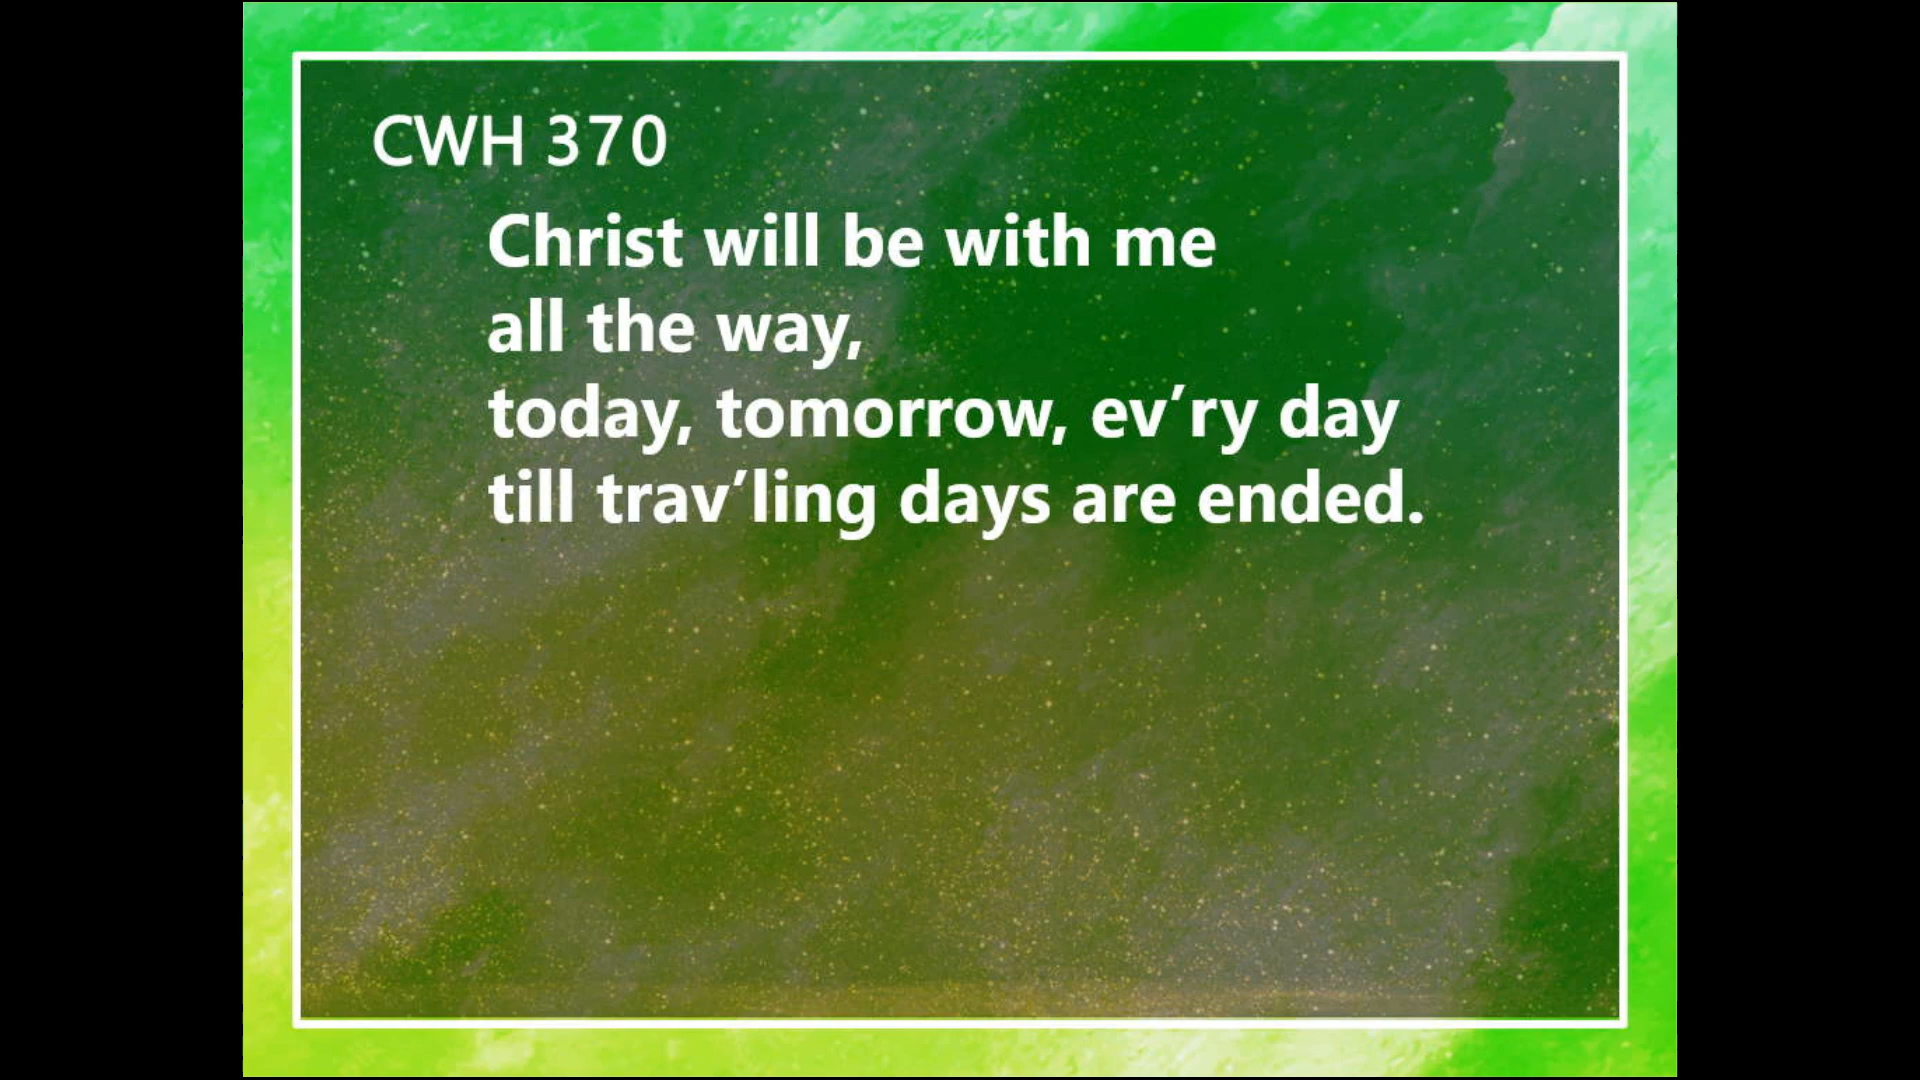 CWH 370
Christ will be with me
all the way,
today, tomorrow, ev’ry day
till trav’ling days are ended.